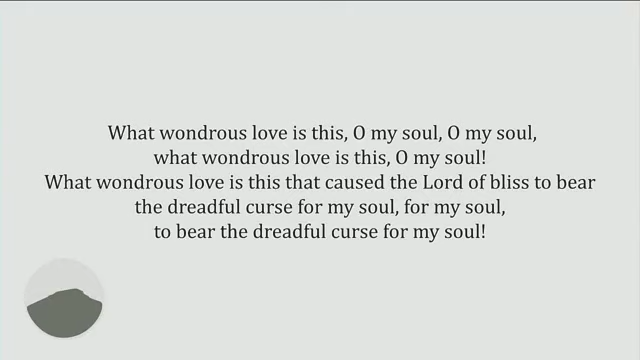 What wondrous love is this, O my soul, O my soul,
what wondrous love is this, O my soul!
What wondrous love is this that caused the Lord of bliss to bear
the dreadful curse for my soul, for my soul,
to bear the dreadful curse for my soul!